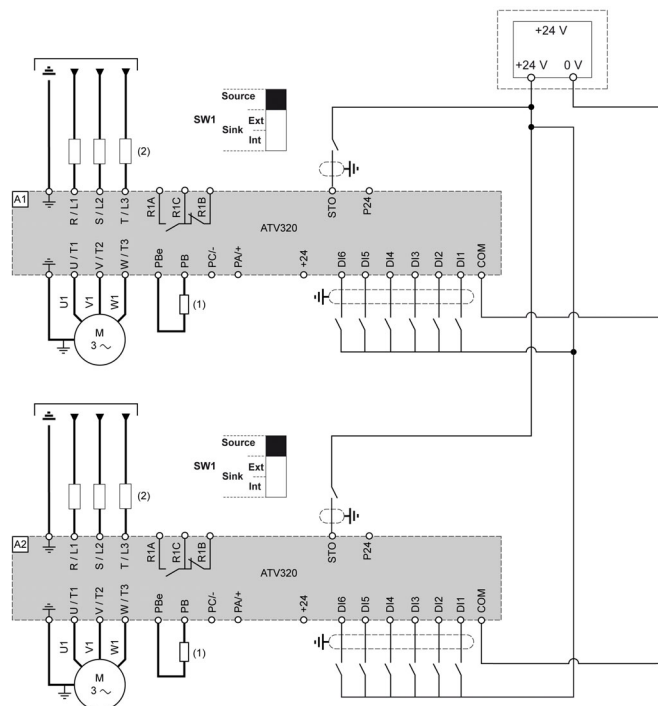 +24 V
+24 V 0 V
Source
SW1 Sink Ext
Int
(2)
A1
R / L1 S / L2 T / L3 R1A R1C R1B STO P24
ATV320
U / T1 V / T2 W / T3 PBe PB PC/- PA/+ +24 DI6 DI5 DI4 DI3 DI2 DI1 COM
U1 V1 W1
(1)
M
3 ~
Source
SW1 Sink Ext
Int
(2)
A2
R / L1 S / L2 T / L3 R1A R1C R1B STO P24
ATV320
U / T1 V / T2 W / T3 PBe PB PC/- PA/+ +24 DI6 DI5 DI4 DI3 DI2 DI1 COM
U1 V1 W1
(1)
M
3 ~